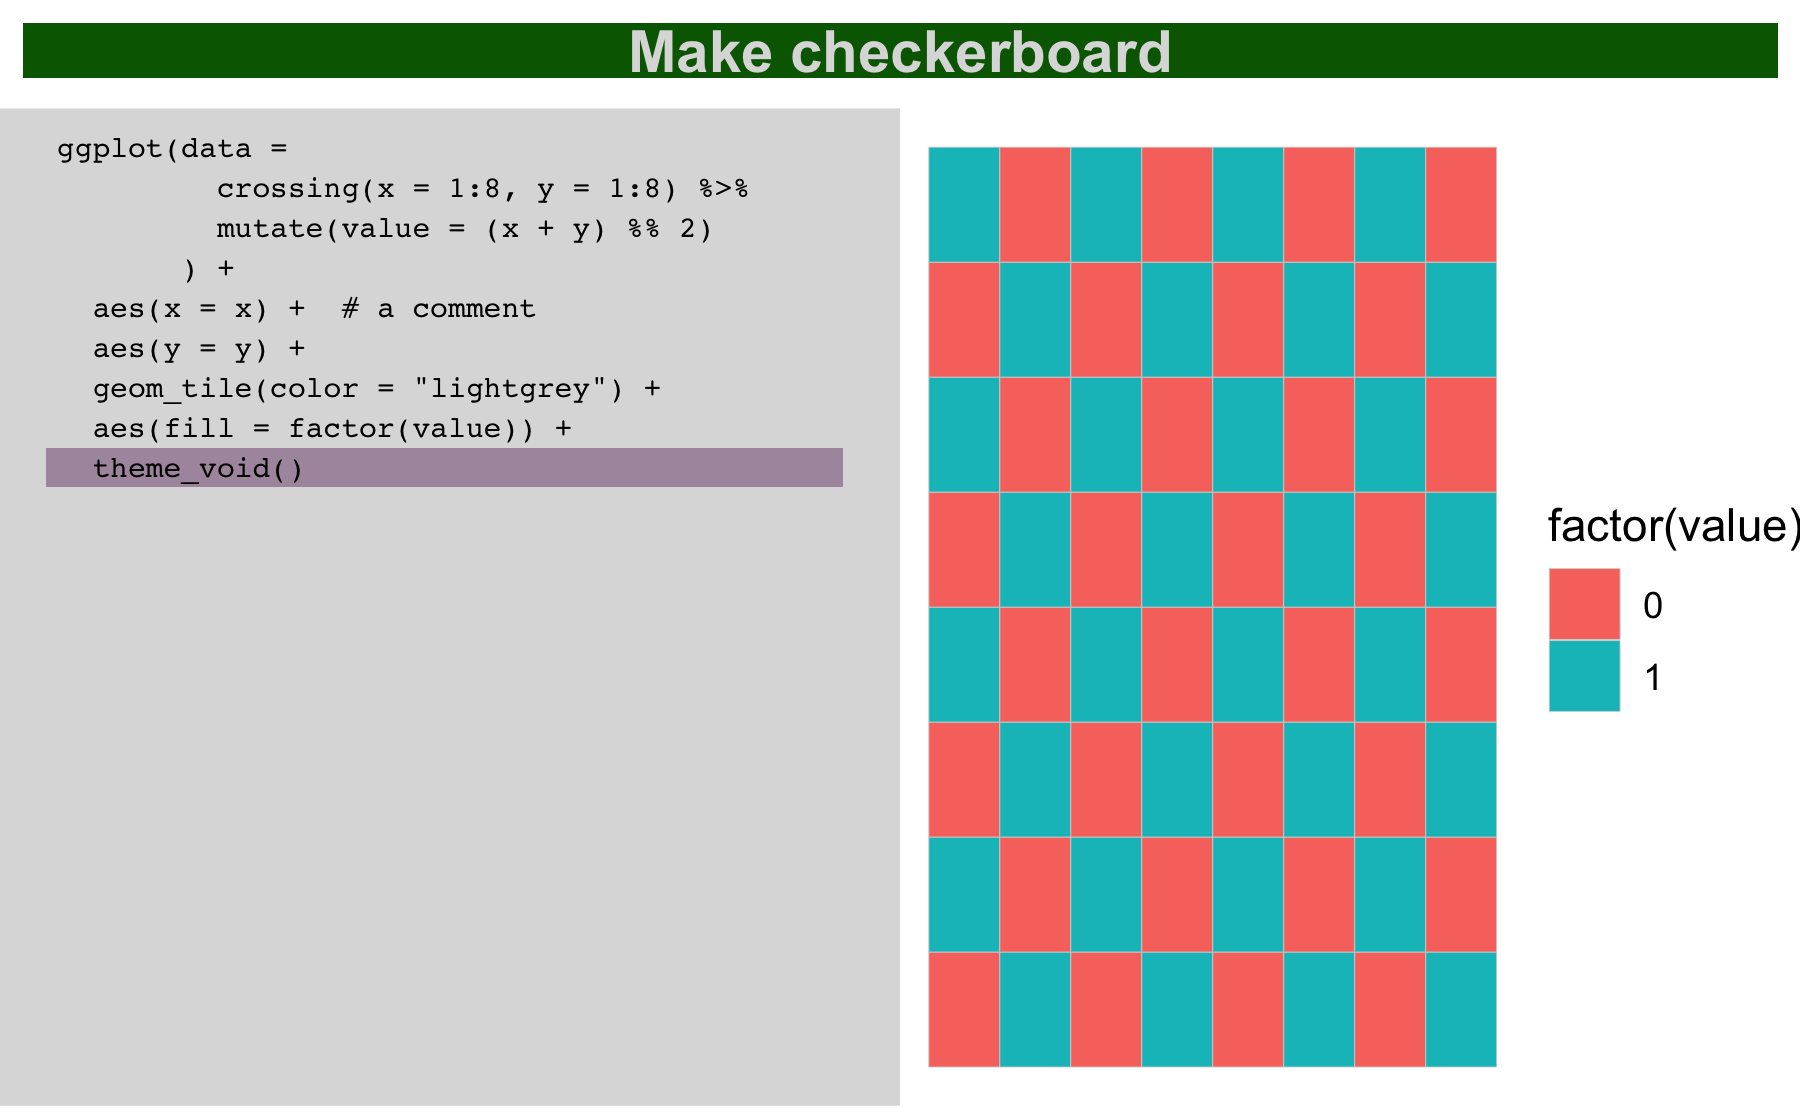 Make checkerboard
ggplot(data =
         crossing(x = 1:8, y = 1:8) %>%
         mutate(value = (x + y) %% 2)
       ) +
  aes(x = x) +  # a comment
  aes(y = y) +
  geom_tile(color = "lightgrey") +
  aes(fill = factor(value)) +
  theme_void()
factor(value)
0
1